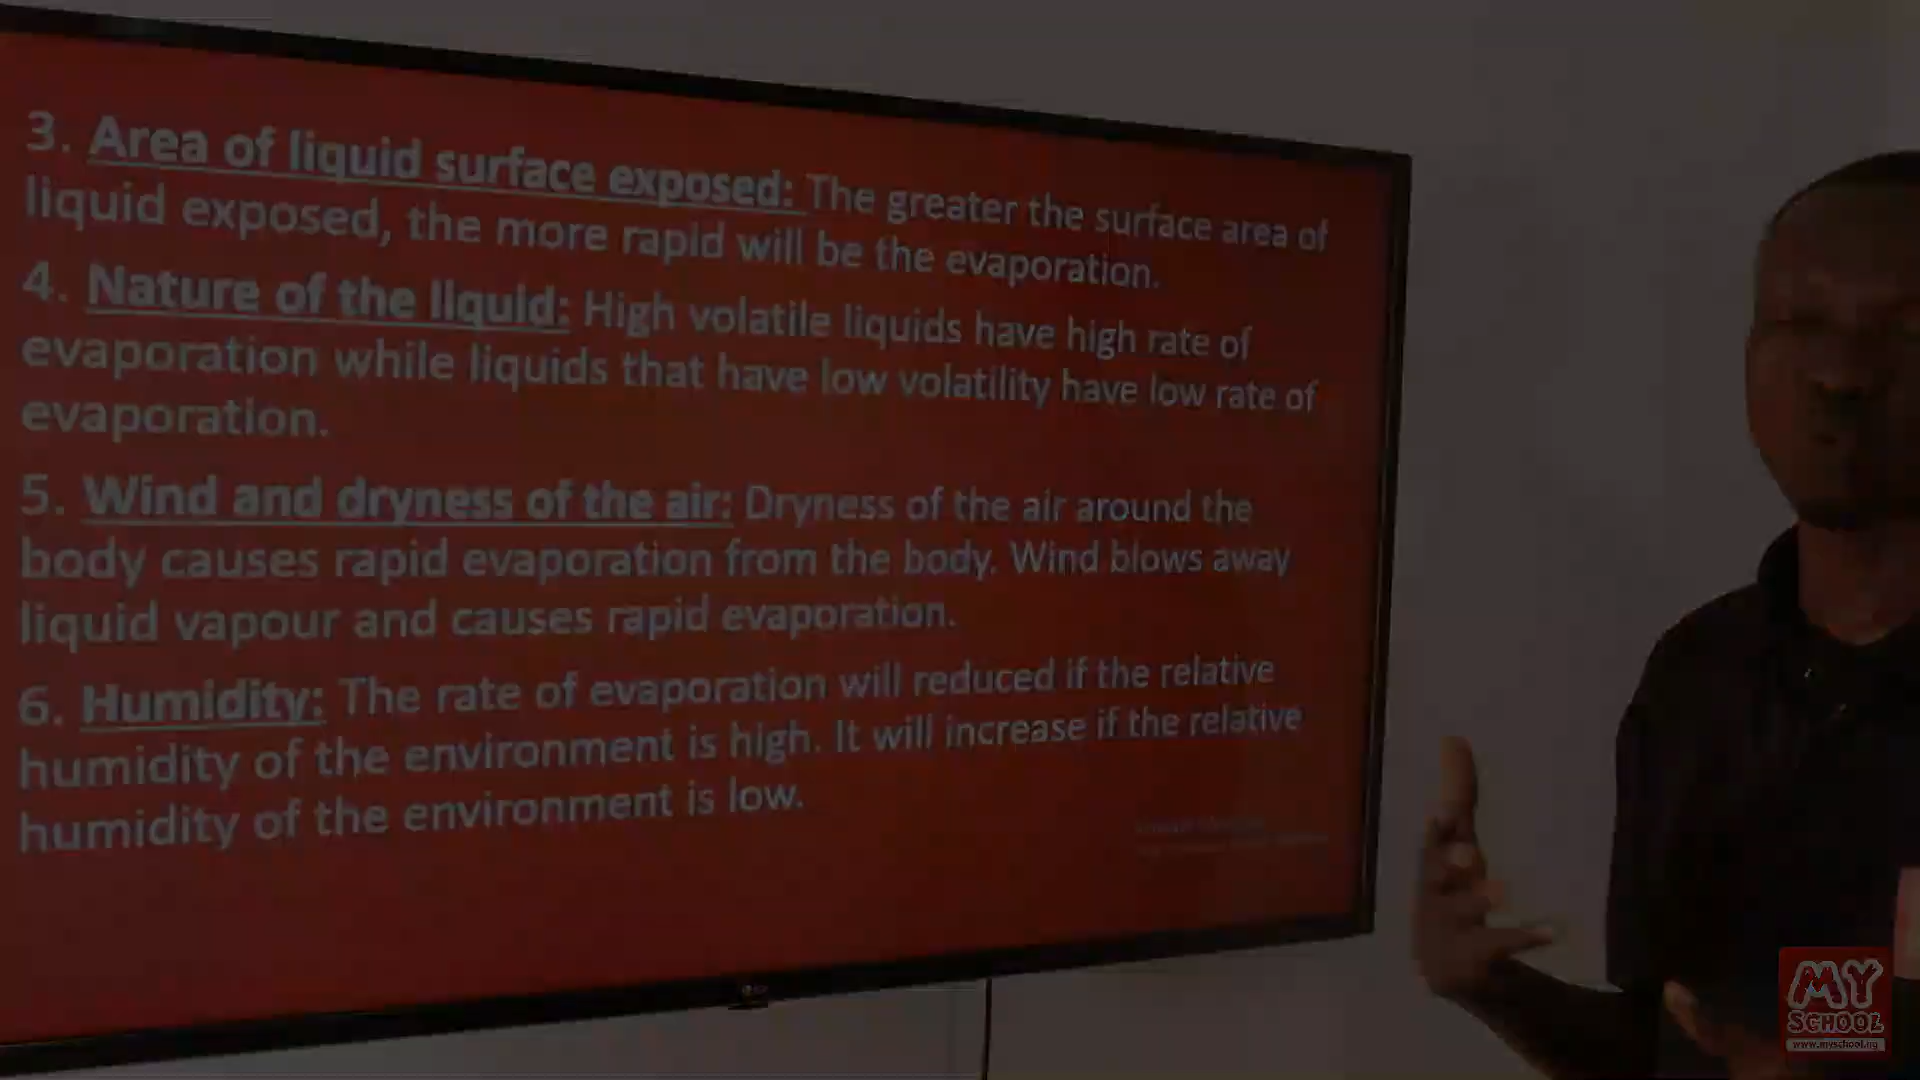 3. Area of liquid surface exposed: The greater the surface area of
liquid exposed, the more rapid will be the evaporation.
4. Nature of the liquid: High volatile liquids have high rate of
evaporation while liquids that have low volatility have low rate of
evaporation.
5. Wind and dryness of the air: Dryness of the air around the
body causes rapid evaporation from the body. Wind blows away
liquid vapour and causes rapid evaporation.
6. Humidity: The rate of evaporation will reduced if the relative
humidity of the environment is high. It will increase if the relative
humidity of the environment is low.
MY
SCHOOL
www.myschool.ng